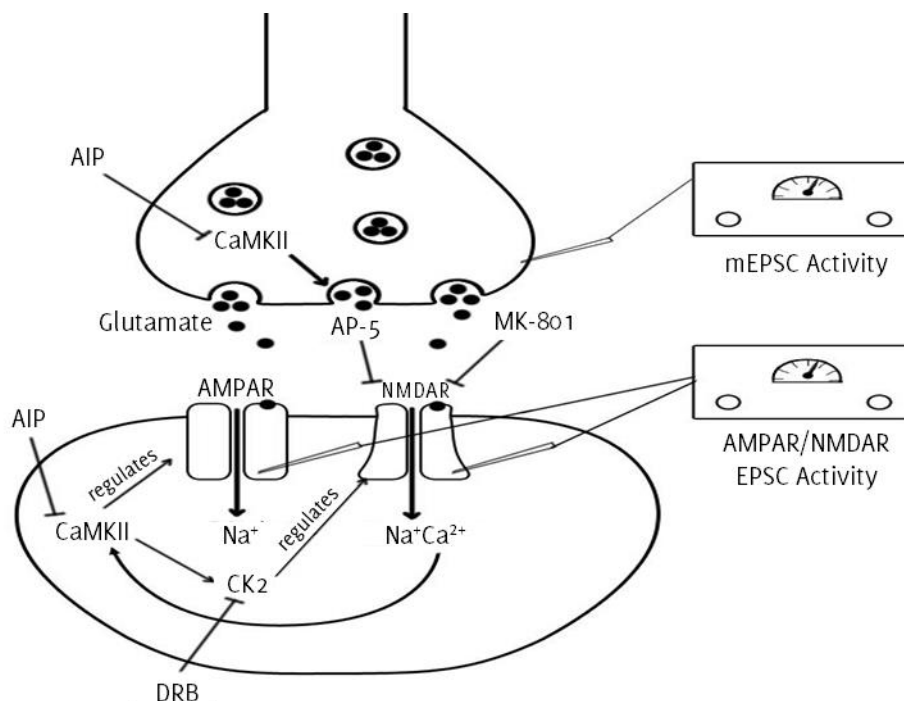 AIP
CaMKII
mEPSC Activity
Glutamate
AP-5
MK-801
AMPAR
NMDAR
AIP
regulates
AMPAR/NMDAR
EPSC Activity
CaMKII
Na⁺
regulates
Na⁺Ca²⁺
CK2
DRB